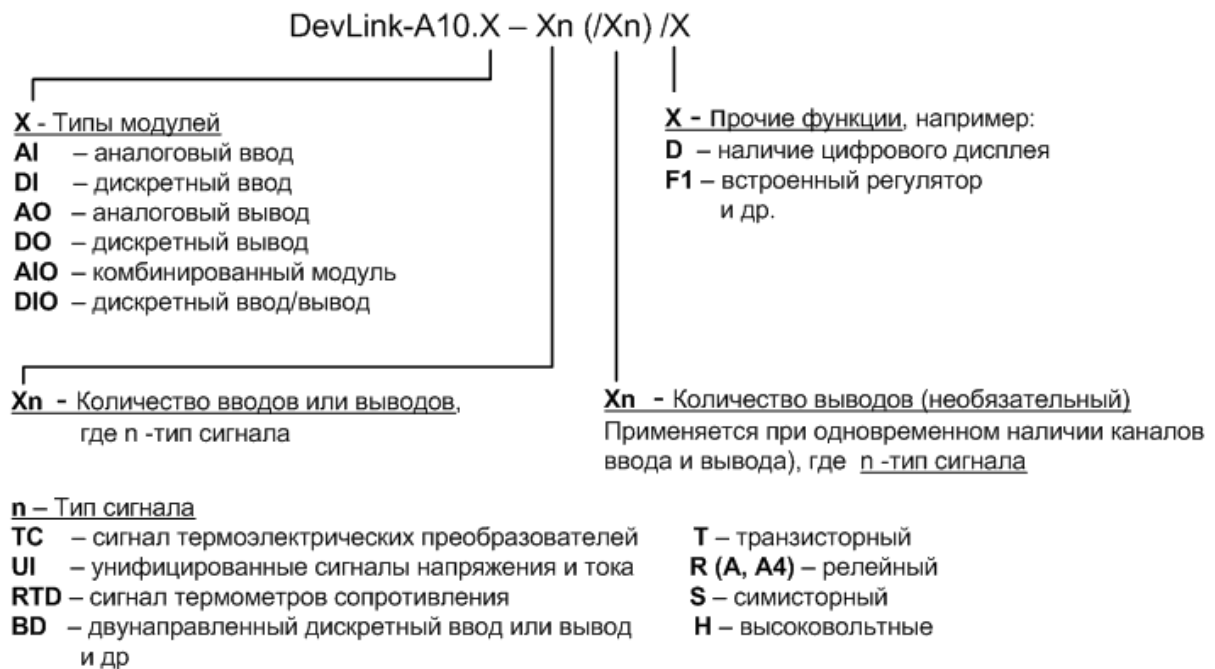 DevLink-A10.X – Xn (/Xn) /X
X - Типы модулей
AI – аналоговый ввод
DI – дискретный ввод
AO – аналоговый вывод
DO – дискретный вывод
AIO – комбинированный модуль
DIO – дискретный ввод/вывод
X - Прочие функции, например:
D – наличие цифрового дисплея
F1 – встроенный регулятор
и др.
Xn - Количество вводов или выводов,
где n -тип сигнала
Xn - Количество выводов (необязательный)
Применяется при одновременном наличии каналов
ввода и вывода), где n -тип сигнала
n – Тип сигнала
TC – сигнал термоэлектрических преобразователей
UI – унифицированные сигналы напряжения и тока
RTD – сигнал термометров сопротивления
BD – двунаправленный дискретный ввод или вывод
и др
T – транзисторный
R (A, A4) – релейный
S – симисторный
H – высоковольтные